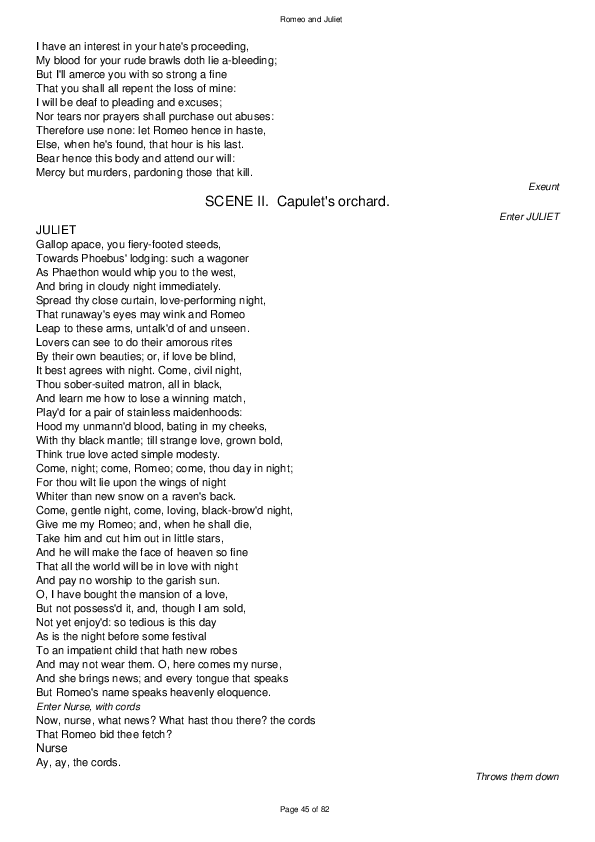 Romeo and Juliet
I have an interest in your hate's proceeding,
My blood for your rude brawls doth lie a-bleeding;
But I'll amerce you with so strong a fine
That you shall all repent the loss of mine:
I will be deaf to pleading and excuses;
Nor tears nor prayers shall purchase out abuses:
Therefore use none: let Romeo hence in haste,
Else, when he's found, that hour is his last.
Bear hence this body and attend our will:
Mercy but murders, pardoning those that kill.
Exeunt
SCENE II. Capulet's orchard.
Enter JULIET
JULIET
Gallop apace, you fiery-footed steeds,
Towards Phoebus' lodging: such a wagoner
As Phaethon would whip you to the west,
And bring in cloudy night immediately.
Spread thy close curtain, love-performing night,
That runaway's eyes may wink and Romeo
Leap to these arms, untalk'd of and unseen.
Lovers can see to do their amorous rites
By their own beauties; or, if love be blind,
It best agrees with night. Come, civil night,
Thou sober-suited matron, all in black,
And learn me how to lose a winning match,
Play'd for a pair of stainless maidenhoods:
Hood my unmann'd blood, bating in my cheeks,
With thy black mantle; till strange love, grown bold,
Think true love acted simple modesty.
Come, night; come, Romeo; come, thou day in night;
For thou wilt lie upon the wings of night
Whiter than new snow on a raven's back.
Come, gentle night, come, loving, black-brow'd night,
Give me my Romeo; and, when he shall die,
Take him and cut him out in little stars,
And he will make the face of heaven so fine
That all the world will be in love with night
And pay no worship to the garish sun.
O, I have bought the mansion of a love,
But not possess'd it, and, though I am sold,
Not yet enjoy'd: so tedious is this day
As is the night before some festival
To an impatient child that hath new robes
And may not wear them. O, here comes my nurse,
And she brings news; and every tongue that speaks
But Romeo's name speaks heavenly eloquence.
Enter Nurse, with cords
Now, nurse, what news? What hast thou there? the cords
That Romeo bid thee fetch?
Nurse
Ay, ay, the cords.
Throws them down
Page 45 of 82